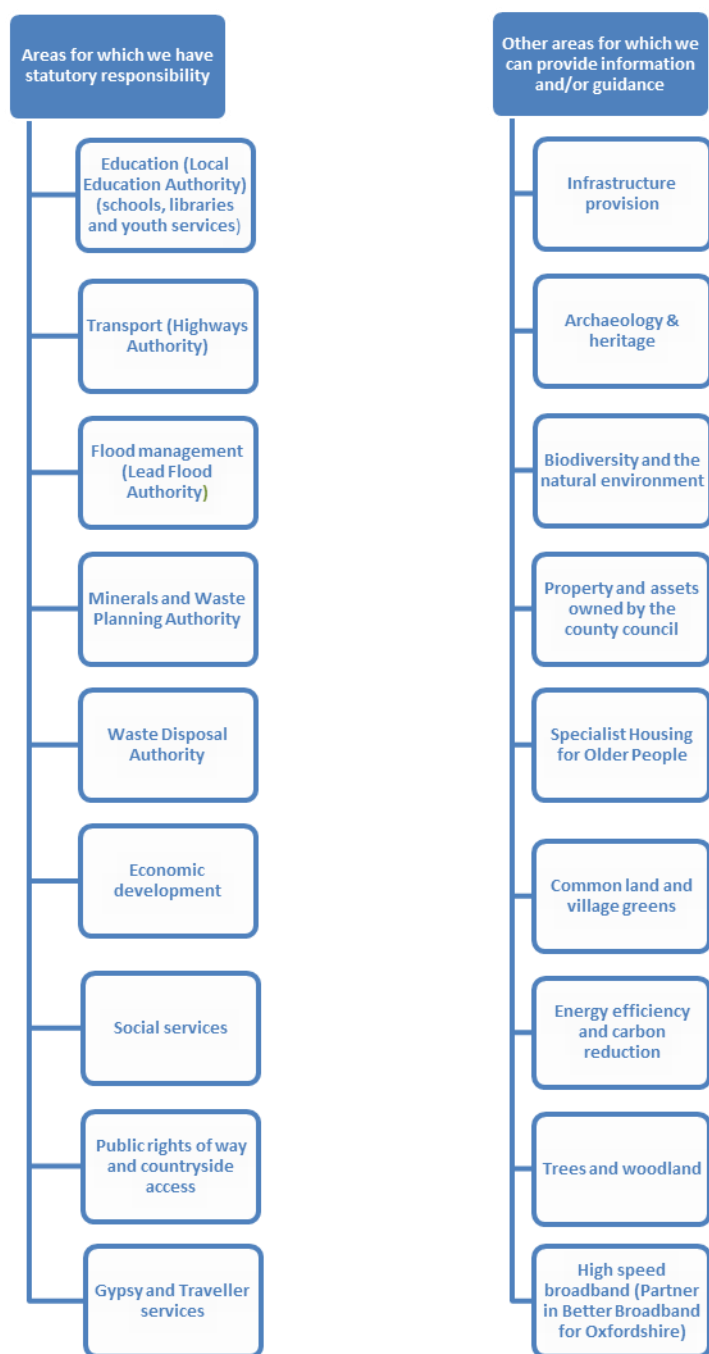 Areas for which we have
statutory responsibility
Education (Local
Education Authority)
(schools, libraries
and youth services)
Transport (Highways
Authority)
Flood management
(Lead Flood
Authority)
Minerals and Waste
Planning Authority
Waste Disposal
Authority
Economic
development
Social services
Public rights of way
and countryside
access
Gypsy and Traveller
services
Other areas for which we
can provide information
and/or guidance
Infrastructure
provision
Archaeology &
heritage
Biodiversity and the
natural environment
Property and assets
owned by the
county council
Specialist Housing
for Older People
Common land and
village greens
Energy efficiency
and carbon
reduction
Trees and woodland
High speed
broadband (Partner
in Better Broadband
for Oxfordshire)